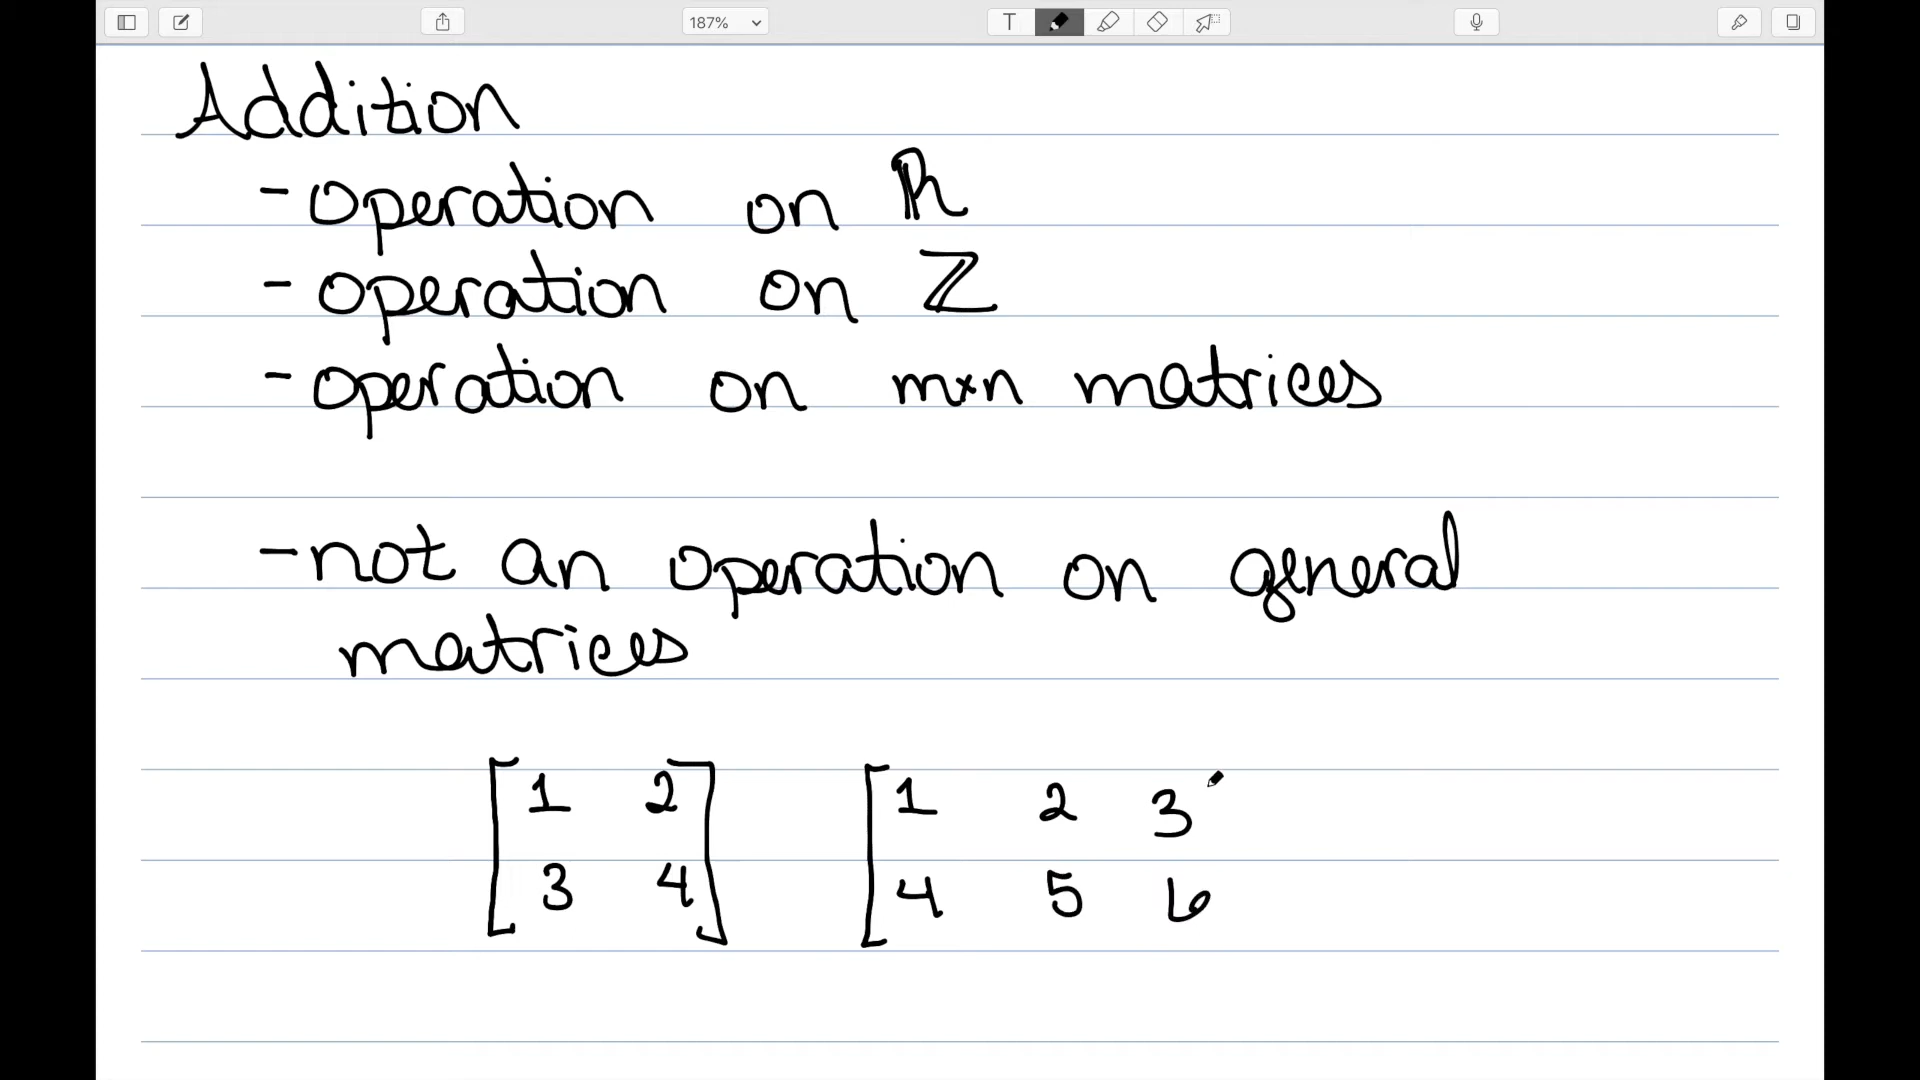 187%
T
Addition
- operation on ℝ
- operation on ℤ
- operation on m×n matrices
- not an operation on general
matrices
[1 2] [1 2 3
[3 4] [4 5 6